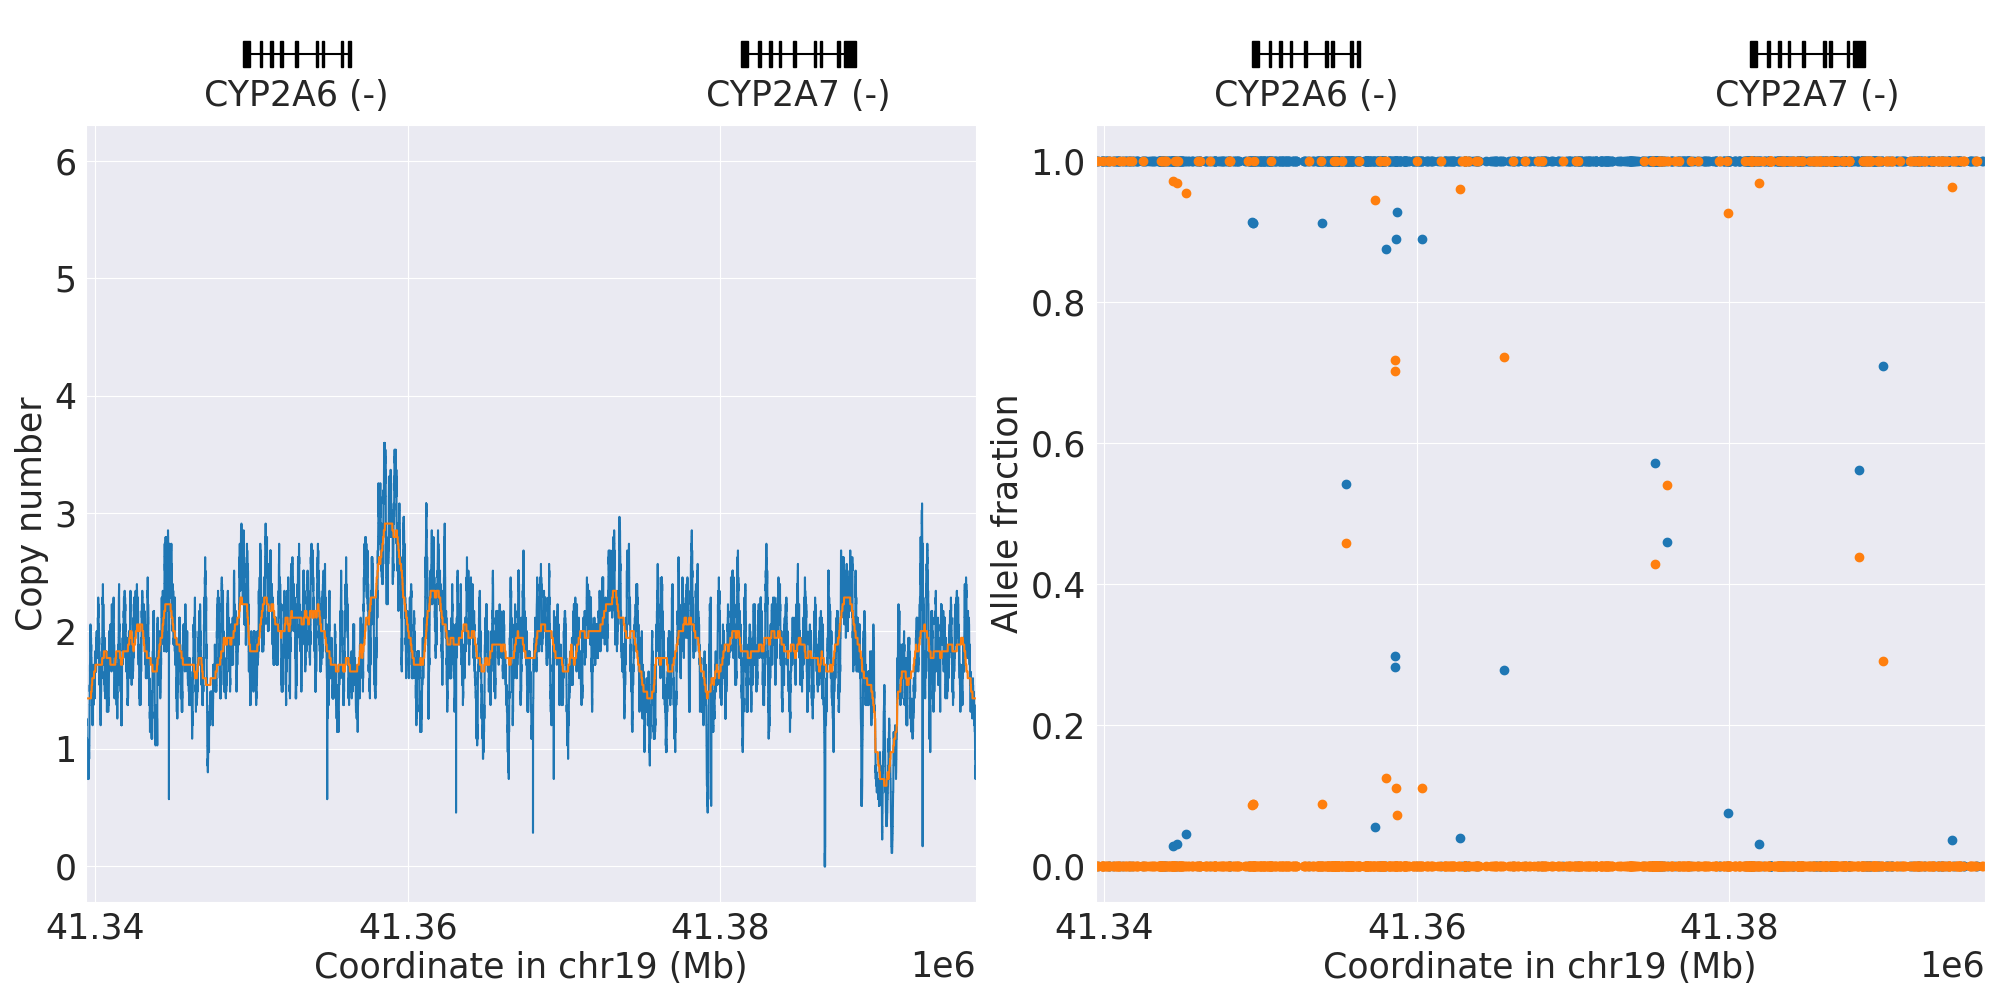 CYP2A6 (-)
CYP2A7 (-)
CYP2A6 (-)
CYP2A7 (-)
6
5
4
3
2
1
0
Copy number
41.34
41.36
41.38
Coordinate in chr19 (Mb)
1e6
1.0
0.8
0.6
0.4
0.2
0.0
Allele fraction
41.34
41.36
41.38
Coordinate in chr19 (Mb)
1e6